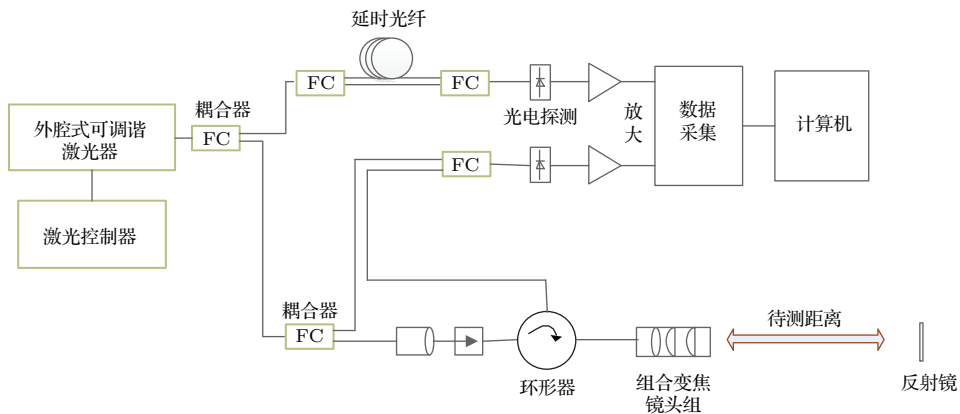 延时光纤
FC
FC
耦合器
外腔式可调谐
激光器
FC
光电探测
放
大
数据
采集
计算机
FC
激光控制器
耦合器
FC
环形器
组合变焦
镜头组
待测距离
反射镜